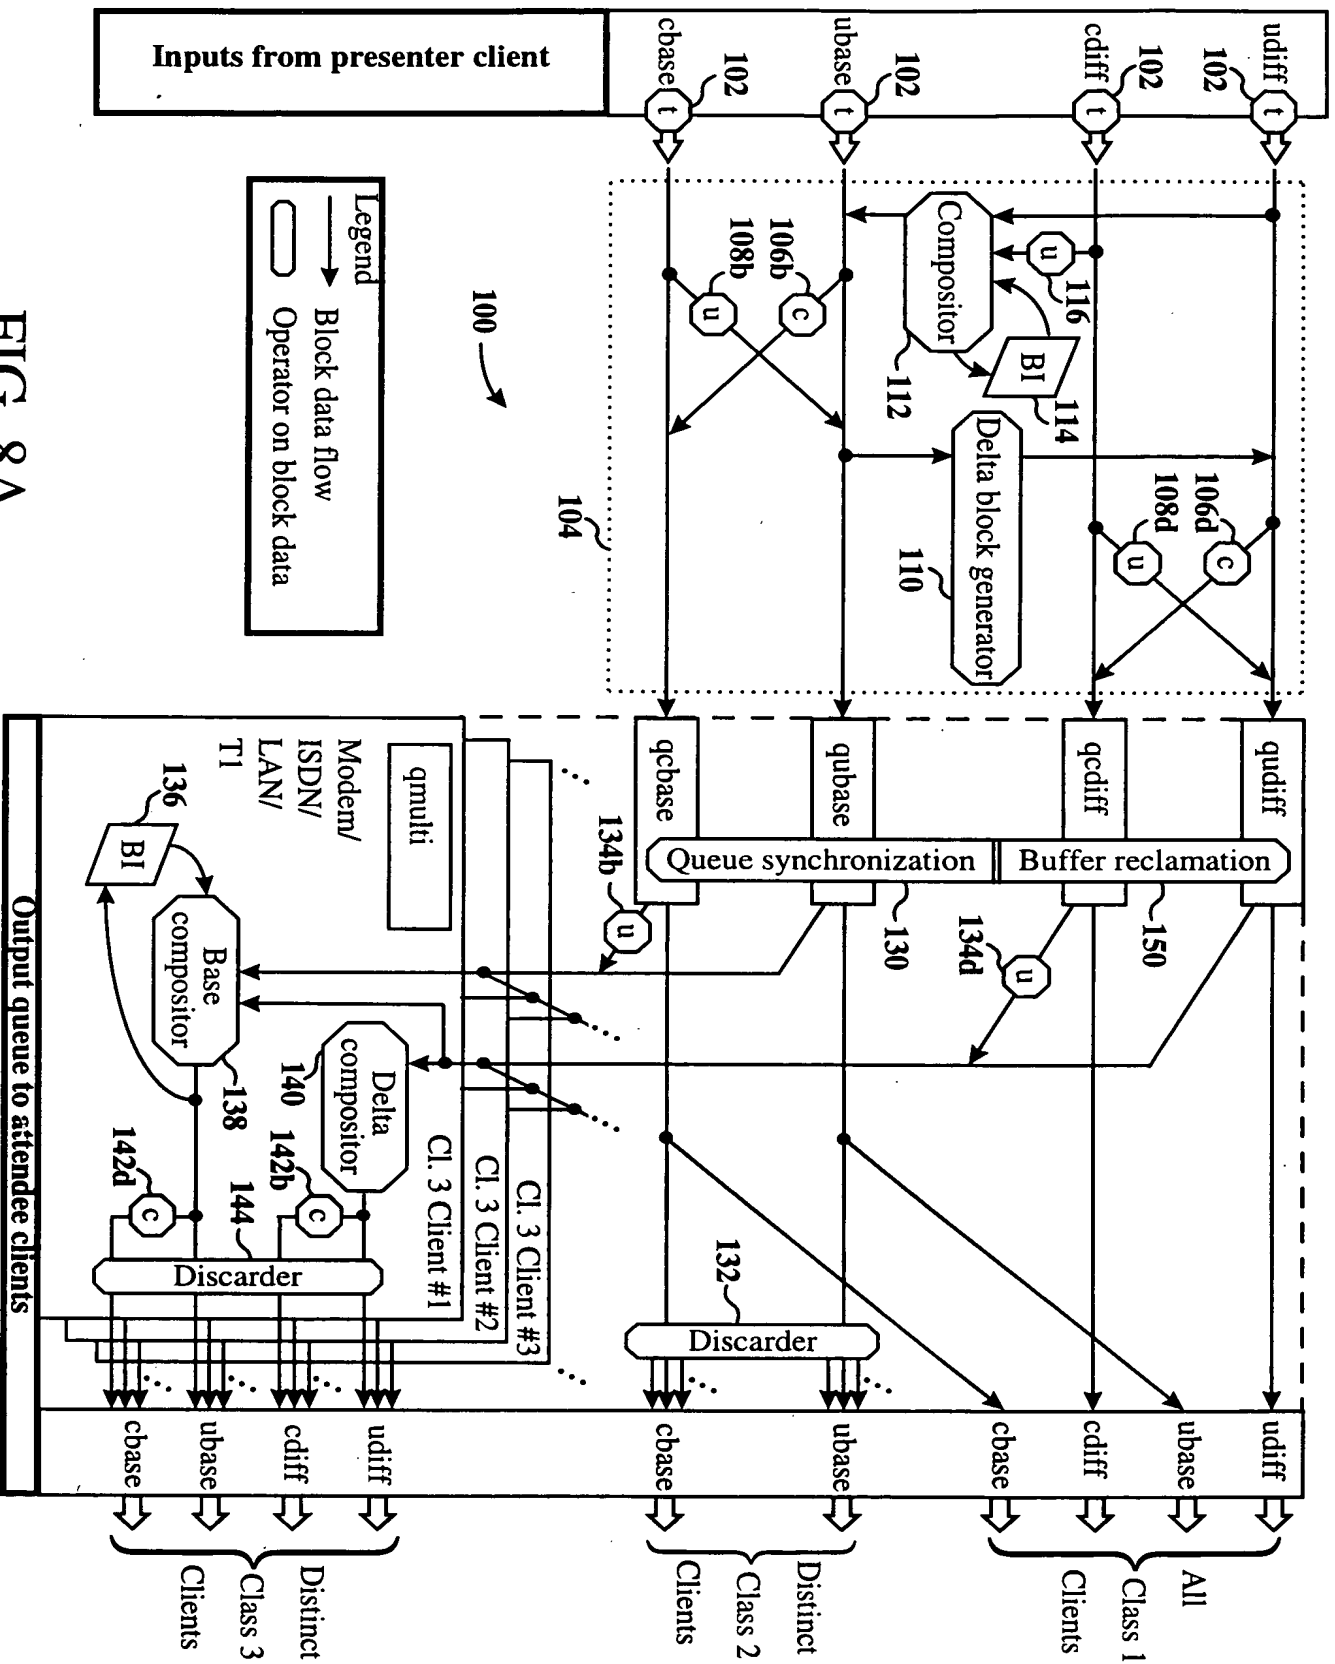 Inputs from presenter client
cbase
t
102
ubase
t
102
cdiff
t
102
udiff
t
102
Compositor
112
u
116
BI
114
108b
u
106b
c
Delta block generator
110
108d
u
106d
c
104
100
Legend
Block data flow
Operator on block data
qcbase
qubase
qcdiff
qudiff
Queue synchronization
Buffer reclamation
130
150
134b
u
134d
u
qmulti
Modem/
ISDN/
LAN/
T1
136
BI
Base
compositor
138
Delta
compositor
140
142d
c
142b
c
144
Discarder
Cl. 3 Client #1
Cl. 3 Client #2
Cl. 3 Client #3
132
Discarder
Output queue to attendee clients
cbase
ubase
cdiff
udiff
cbase
ubase
cbase
cdiff
ubase
udiff
Distinct
Class 3
Clients
Distinct
Class 2
Clients
All
Class 1
Clients
FIG. 8A